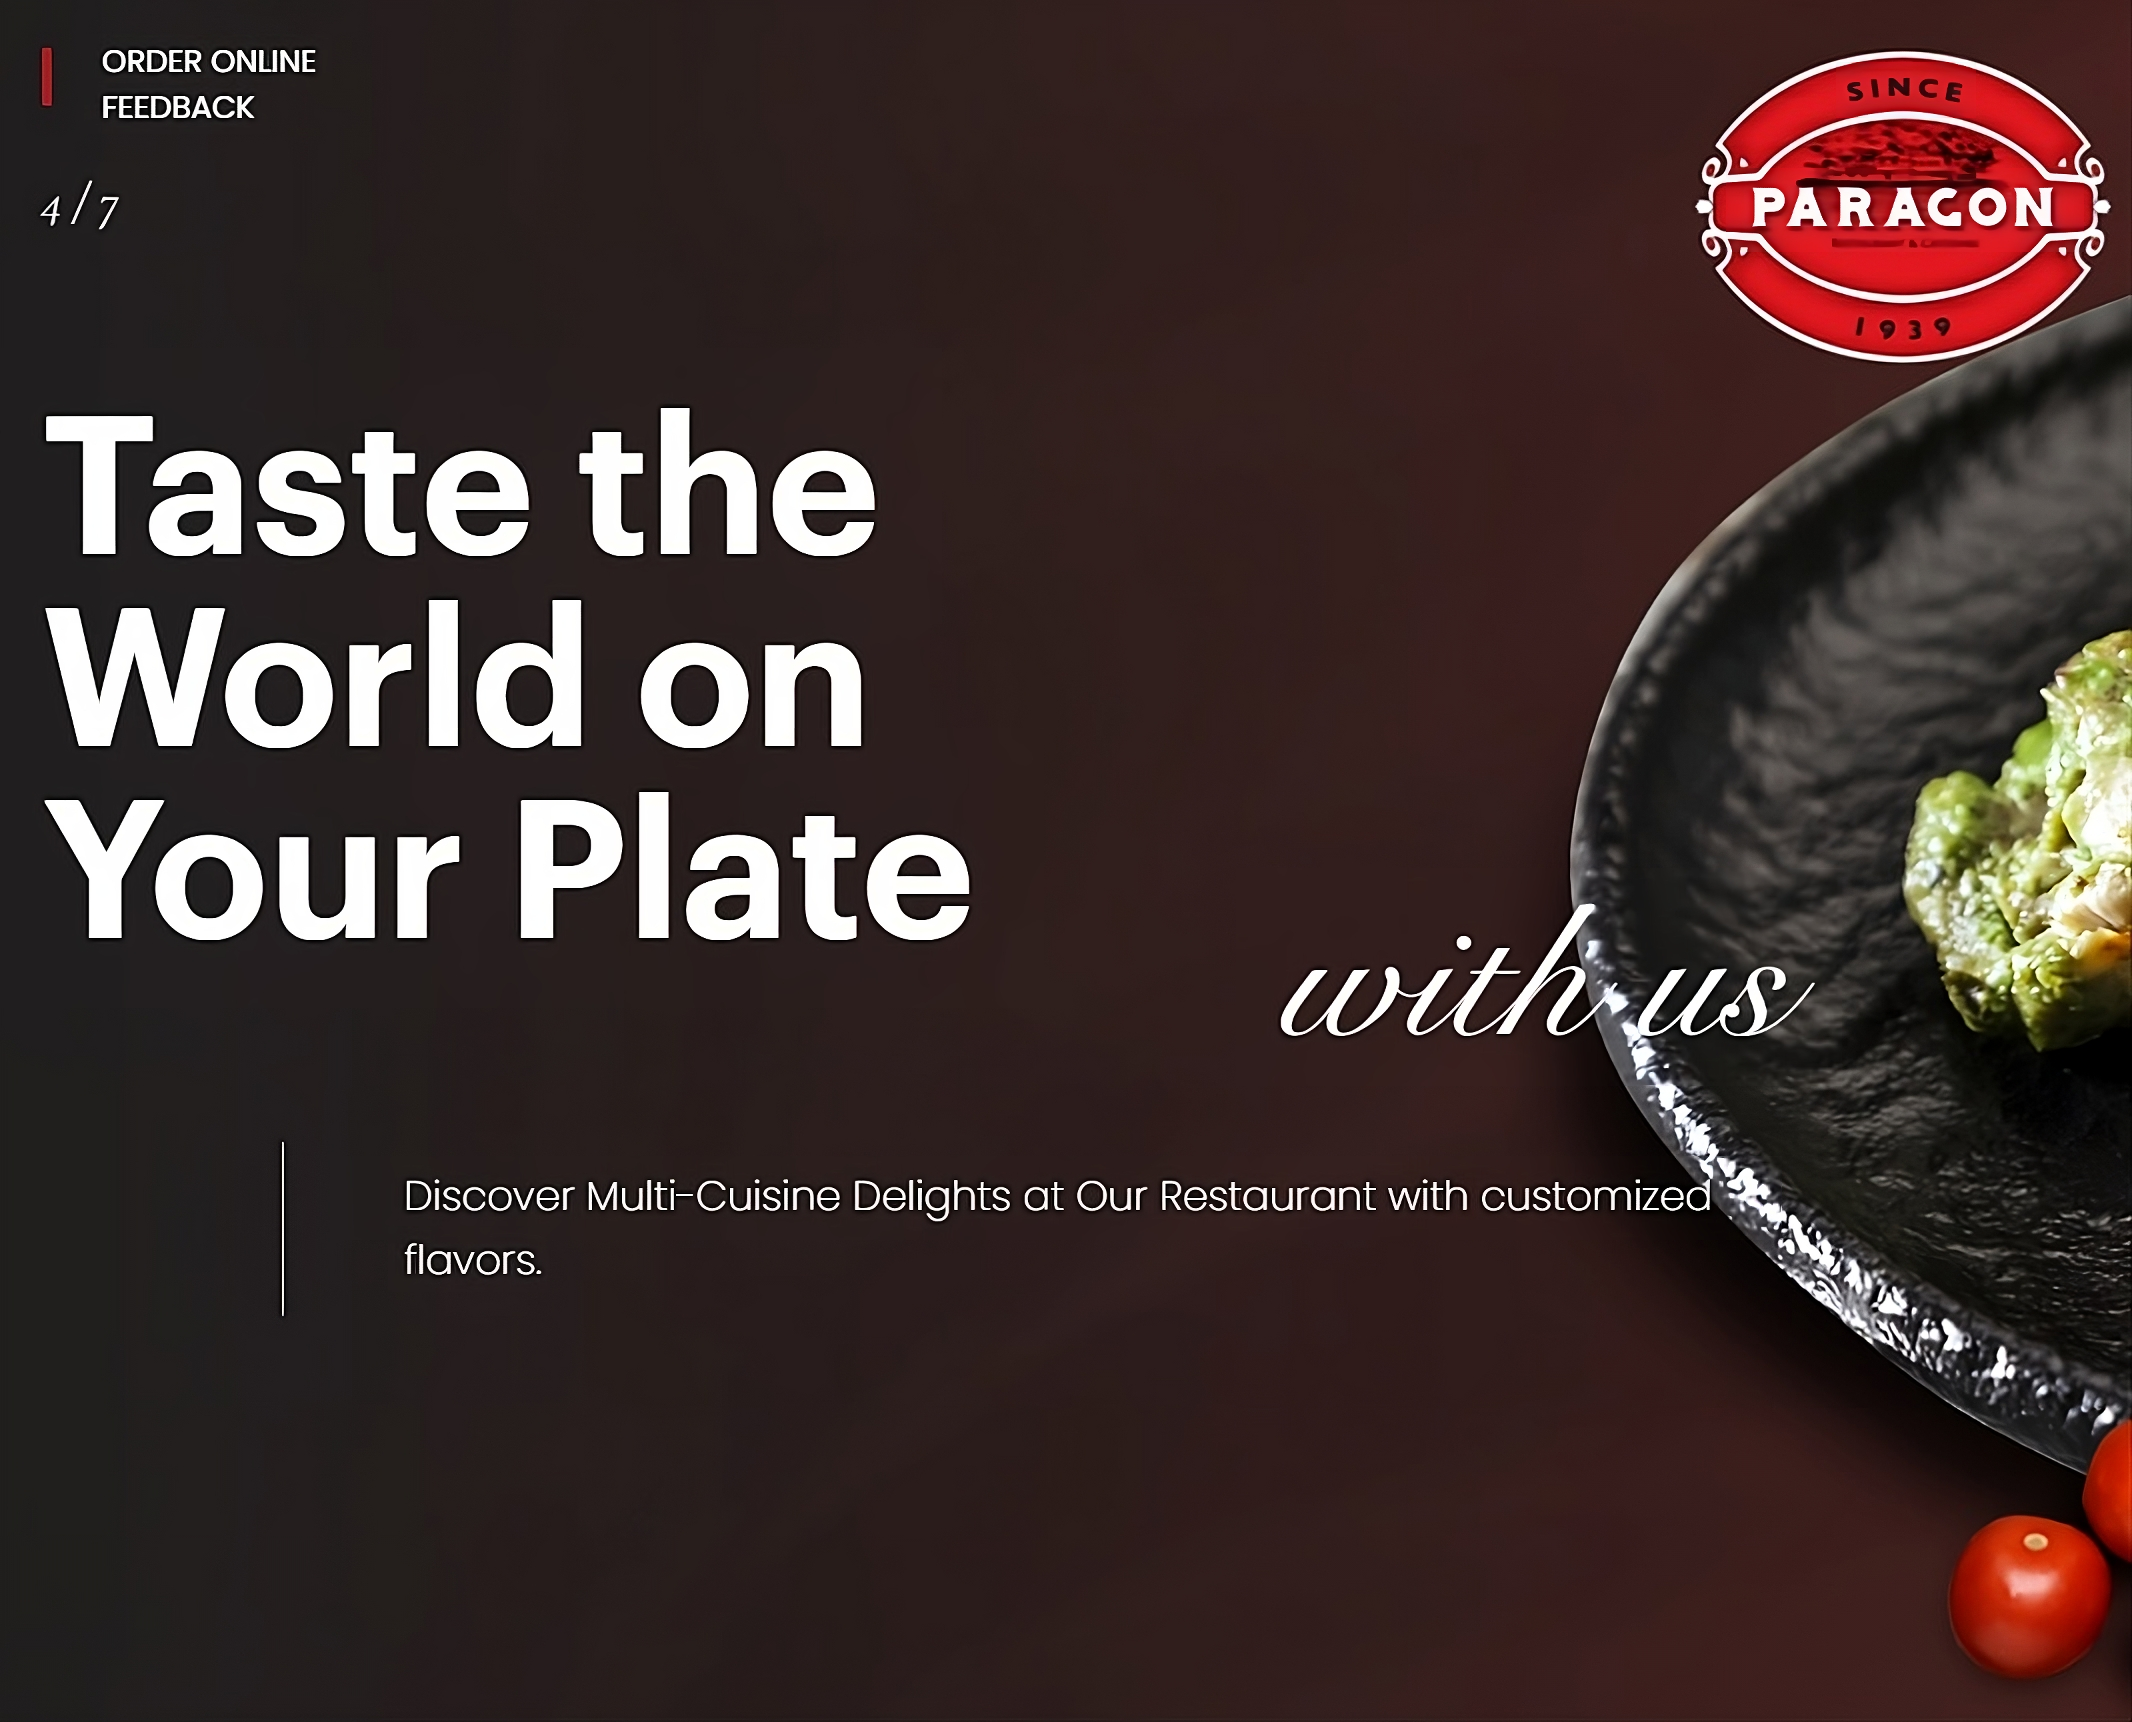 ORDER ONLINE
FEEDBACK
4/7
SINCE
PARAGON
1939
Taste the
World on
Your Plate
with us
Discover Multi-Cuisine Delights at Our Restaurant with customized
flavors.